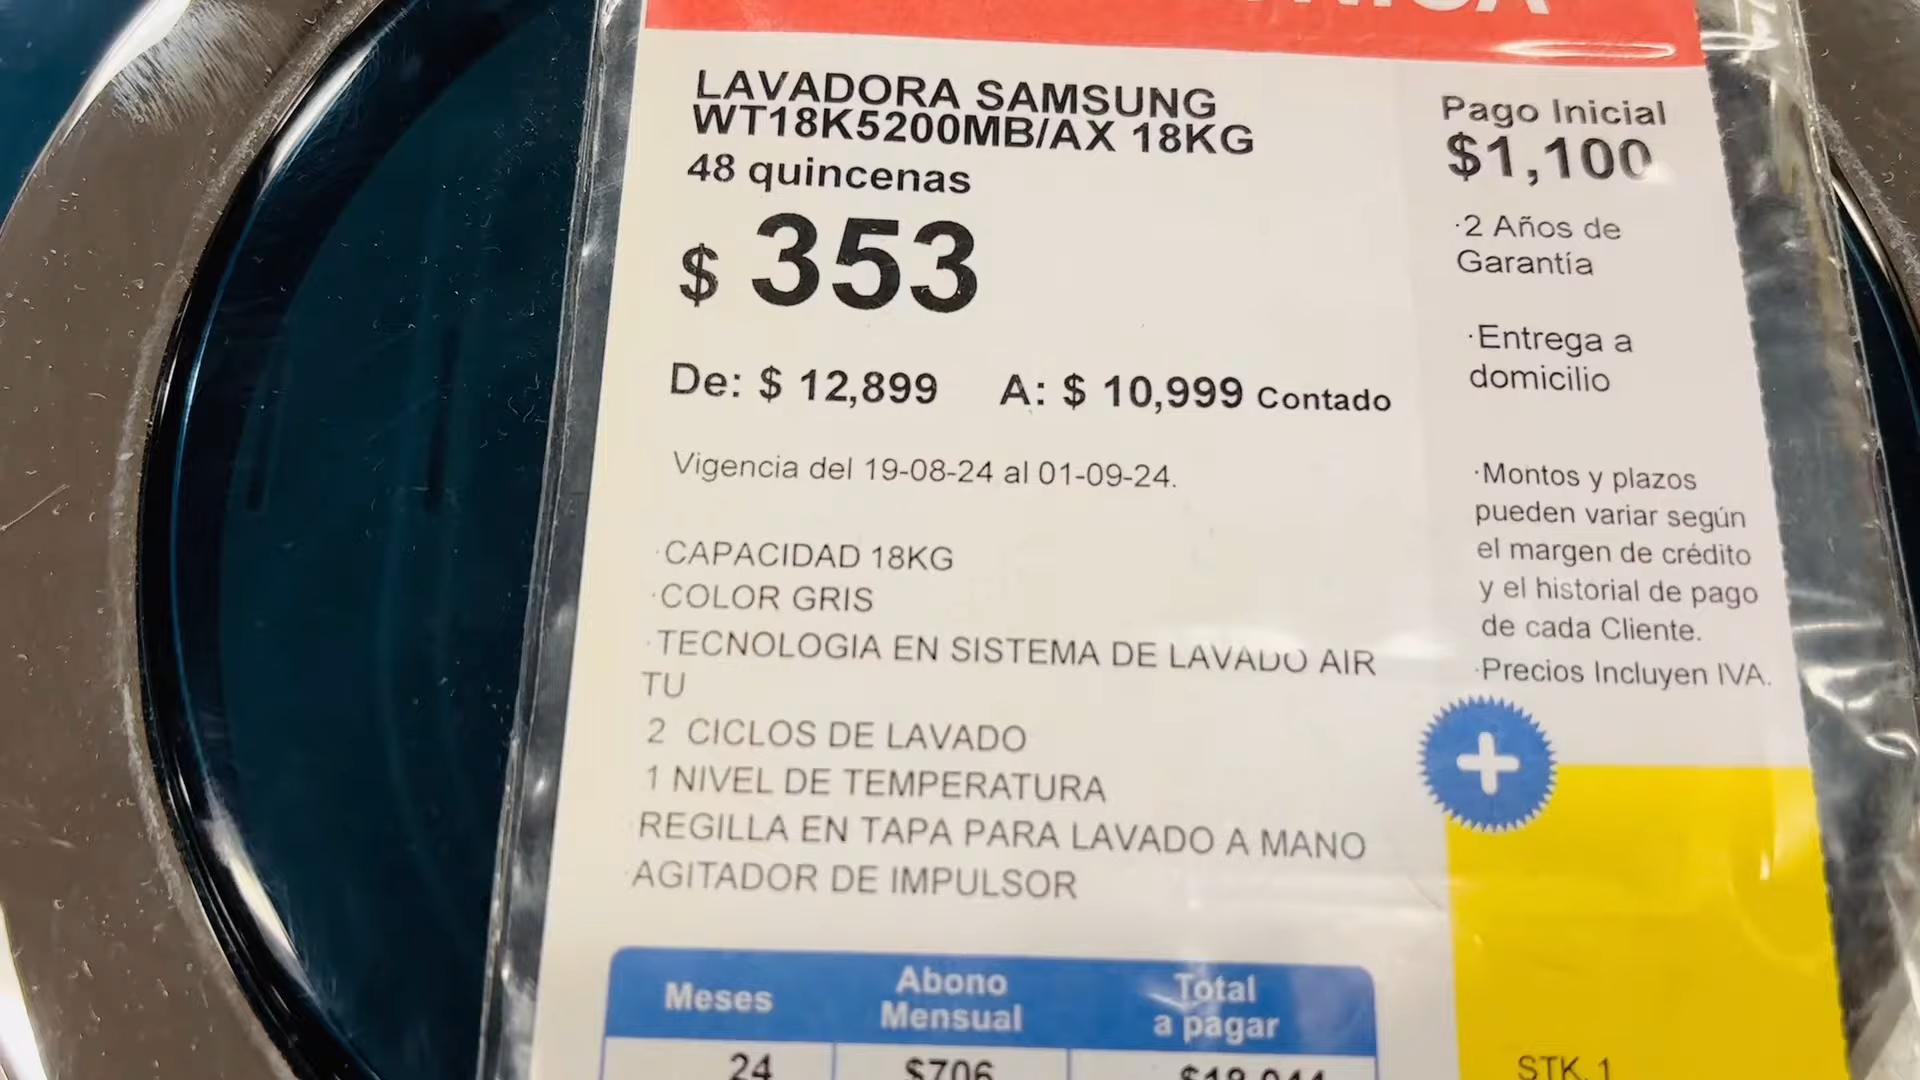 LAVADORA SAMSUNG
WT18K5200MB/AX 18KG
48 quincenas
$ 353
De: $ 12,899 A: $ 10,999 Contado
Vigencia del 19-08-24 al 01-09-24.
·CAPACIDAD 18KG
·COLOR GRIS
·TECNOLOGIA EN SISTEMA DE LAVADO AIR
TU
2 CICLOS DE LAVADO
1 NIVEL DE TEMPERATURA
REGILLA EN TAPA PARA LAVADO A MANO
AGITADOR DE IMPULSOR
Meses
Abono
Mensual
Total
a pagar
24
$706
Pago Inicial
$1,100
·2 Años de
Garantía
·Entrega a
domicilio
·Montos y plazos
pueden variar según
el margen de crédito
y el historial de pago
de cada Cliente.
·Precios Incluyen IVA.
+
STK. 1